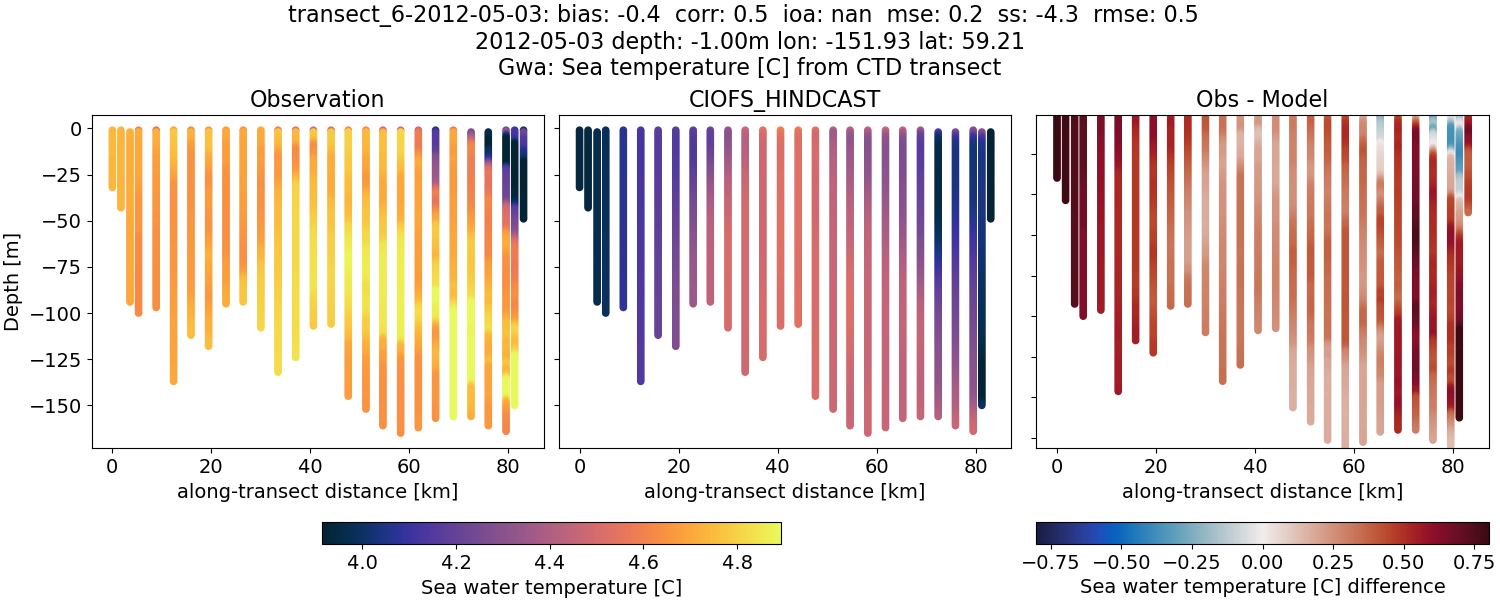 transect_6-2012-05-03: bias: -0.4  corr: 0.5  ioa: nan  mse: 0.2  ss: -4.3  rmse: 0.5
2012-05-03 depth: -1.00m lon: -151.93 lat: 59.21
Gwa: Sea temperature [C] from CTD transect
Observation
CIOFS_HINDCAST
Obs - Model
Depth [m]
0
−25
−50
−75
−100
−125
−150
0 20 40 60 80
0 20 40 60 80
0 20 40 60 80
along-transect distance [km]
along-transect distance [km]
along-transect distance [km]
4.0 4.2 4.4 4.6 4.8
Sea water temperature [C]
−0.75 −0.50 −0.25 0.00 0.25 0.50 0.75
Sea water temperature [C] difference